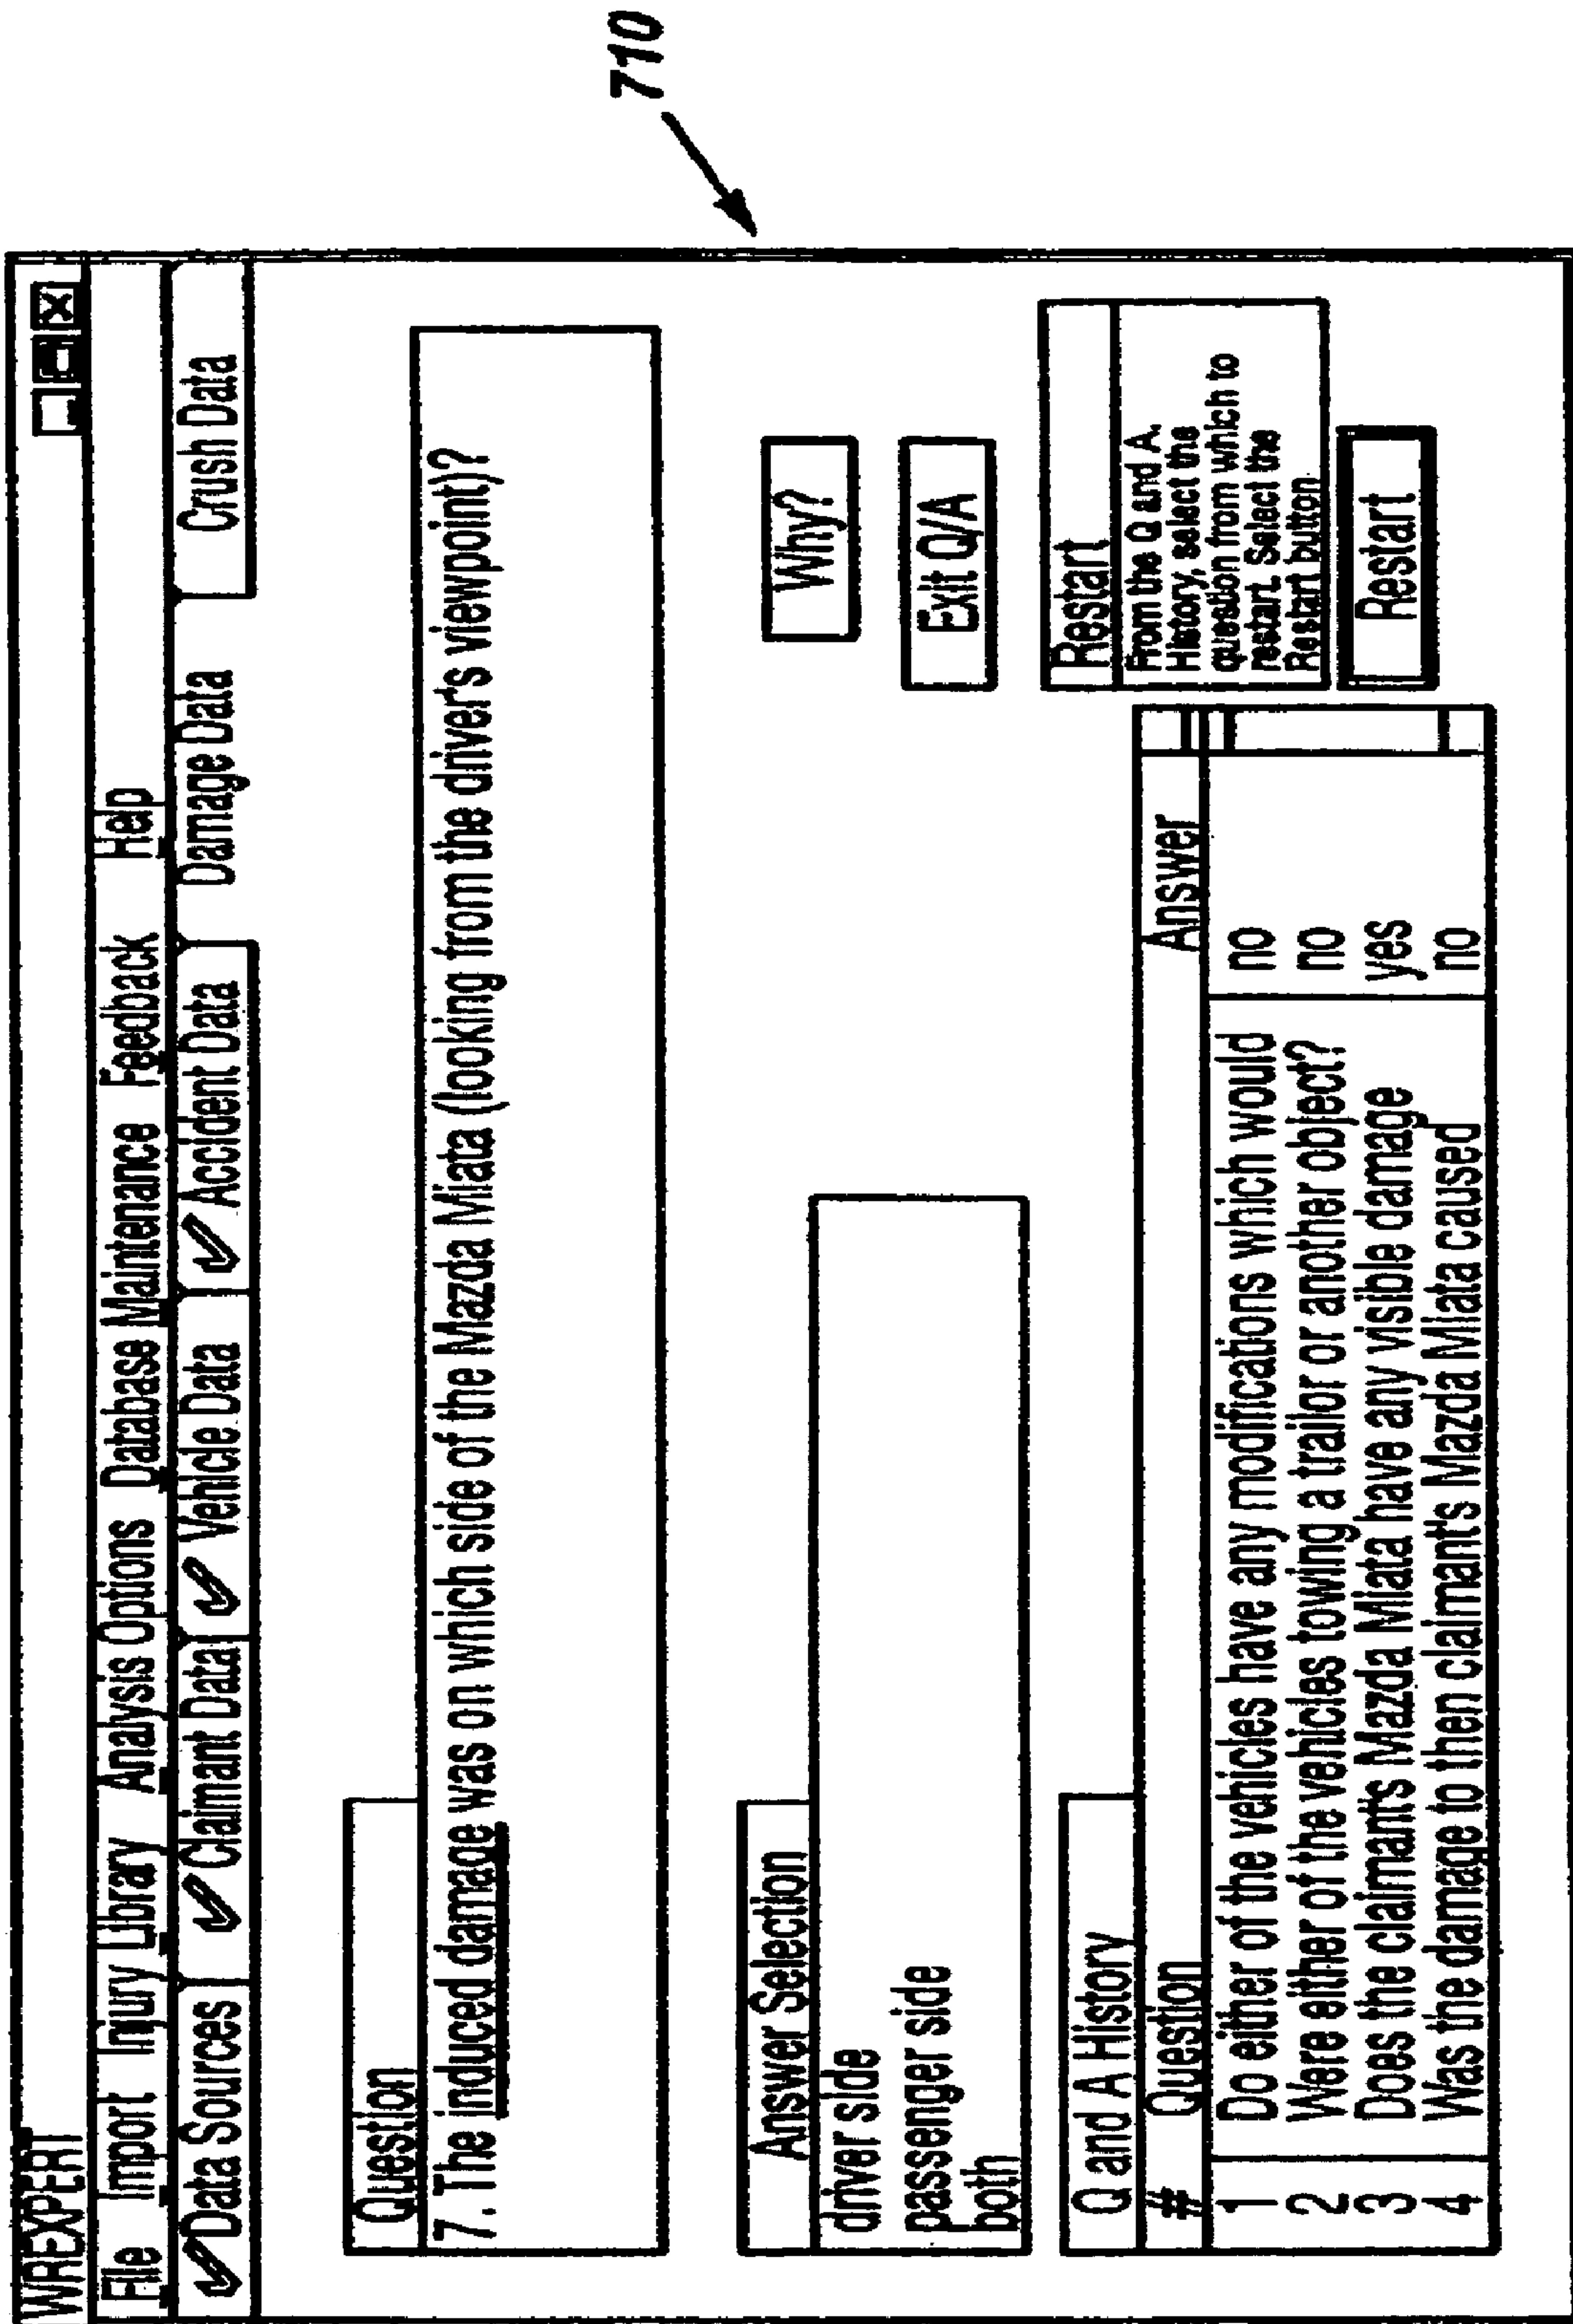 WREXPERT
File Import Injury Library Analysis Options Database Maintenance Feedback Help
Data Sources Claimant Data Vehicle Data Accident Data Damage Data Crush Data
Question
7. The induced damage was on which side of the Mazda Miata (looking from the driver's viewpoint)?
Answer Selection
driver side
passenger side
both
Why?
Exit Q/A
Q and A History
# Question Answer
1 Do either of the vehicles have any modifications which would no
2 Were either of the vehicles towing a trailor or another object? no
3 Does the claimant's Mazda Miata have any visible damage yes
4 Was the damage to then claimant's Mazda Miata caused no
Restart
From the Q and A.
History, select the
question from which to
restart. Select the
Restart button
Restart
710